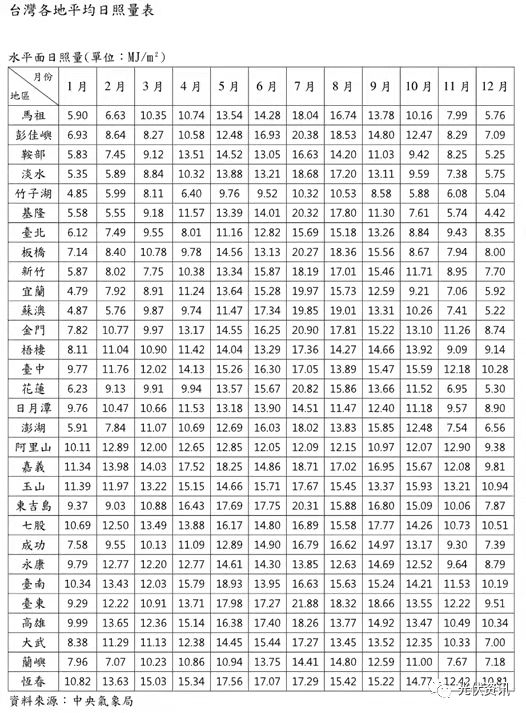 台灣各地平均日照量表
水平面日照量(單位：MJ/m²)
月份 地區 1月 2月 3月 4月 5月 6月 7月 8月 9月 10月 11月 12月
馬祖 5.90 6.63 10.35 10.74 13.54 14.28 18.04 16.74 13.78 10.16 7.99 5.76
彭佳嶼 6.93 8.64 8.27 10.58 12.48 16.93 20.38 18.53 14.80 12.47 8.29 7.09
鞍部 5.83 7.45 9.12 13.51 14.52 13.05 16.63 14.20 11.03 9.42 8.25 5.25
淡水 5.35 5.89 8.84 10.32 13.88 13.21 18.68 17.20 13.11 9.59 7.38 5.75
竹子湖 4.85 5.99 8.11 6.40 9.76 9.52 10.32 10.53 8.58 5.88 6.08 5.04
基隆 5.58 5.55 9.18 11.57 13.39 14.01 20.32 17.80 11.30 7.61 5.74 4.42
臺北 6.12 7.49 9.55 8.01 11.16 12.82 15.69 15.18 13.26 8.84 9.43 8.35
板橋 7.14 8.40 10.78 9.78 14.56 13.13 20.27 18.36 15.56 8.67 7.94 8.00
新竹 5.87 8.02 7.75 10.38 13.34 15.87 18.19 17.01 15.46 11.71 8.95 7.70
宜蘭 4.79 7.92 8.91 11.24 13.64 15.28 19.97 15.73 12.59 9.21 7.06 5.92
蘇澳 4.87 5.76 9.87 9.74 11.47 17.34 19.85 19.01 13.31 10.26 7.41 5.22
金門 7.82 10.77 9.97 13.17 14.55 16.25 20.90 17.81 15.22 13.10 11.26 8.74
梧棲 8.11 11.04 10.90 11.42 14.04 13.29 17.36 14.27 14.66 13.92 9.09 9.14
臺中 9.77 11.76 12.02 14.13 15.26 16.30 17.05 13.89 15.47 15.59 12.18 10.28
花蓮 6.23 9.13 9.91 9.94 13.57 15.67 20.82 15.86 13.66 11.52 6.95 5.30
日月潭 9.76 10.47 10.66 11.53 13.18 13.90 14.51 11.47 12.40 11.18 9.57 8.90
澎湖 5.91 7.84 11.07 10.69 12.69 16.03 18.02 13.83 15.85 12.48 7.54 6.56
阿里山 10.11 12.89 12.00 12.65 12.85 12.05 12.09 12.15 10.97 12.07 12.90 9.38
嘉義 11.34 13.98 14.03 17.52 18.25 14.86 18.71 17.02 16.95 15.67 12.08 9.81
玉山 11.39 11.97 13.22 15.15 14.66 15.71 17.67 15.45 13.37 15.93 13.21 10.94
東吉島 9.37 9.03 10.88 16.43 17.69 17.75 20.31 15.88 16.80 15.09 10.06 7.87
七股 10.69 12.50 13.49 13.88 16.17 14.80 16.89 15.58 17.77 14.26 10.73 10.51
成功 7.58 9.55 10.13 11.09 12.89 14.90 16.79 16.62 14.97 13.17 9.30 7.39
永康 9.79 12.77 12.20 12.77 14.61 14.30 13.85 12.63 14.69 12.52 9.64 8.79
臺南 10.34 13.43 12.03 15.79 18.93 13.95 16.63 15.63 15.24 14.21 11.53 10.19
臺東 9.29 12.22 10.91 13.71 17.98 17.27 21.88 18.32 18.66 13.55 12.22 9.51
高雄 9.99 13.65 12.36 15.14 16.38 17.40 18.26 13.77 14.92 13.47 10.49 10.34
大武 8.38 11.29 11.13 12.38 14.45 15.44 17.27 13.45 13.52 12.35 10.33 7.00
蘭嶼 7.96 7.07 10.23 10.86 10.94 13.75 14.41 14.80 12.59 11.00 7.67 7.18
恆春 10.82 13.63 15.03 15.34 17.56 17.07 17.29 15.42 15.22 14.77 12.42 10.81
資料來源：中央氣象局
光伏资讯